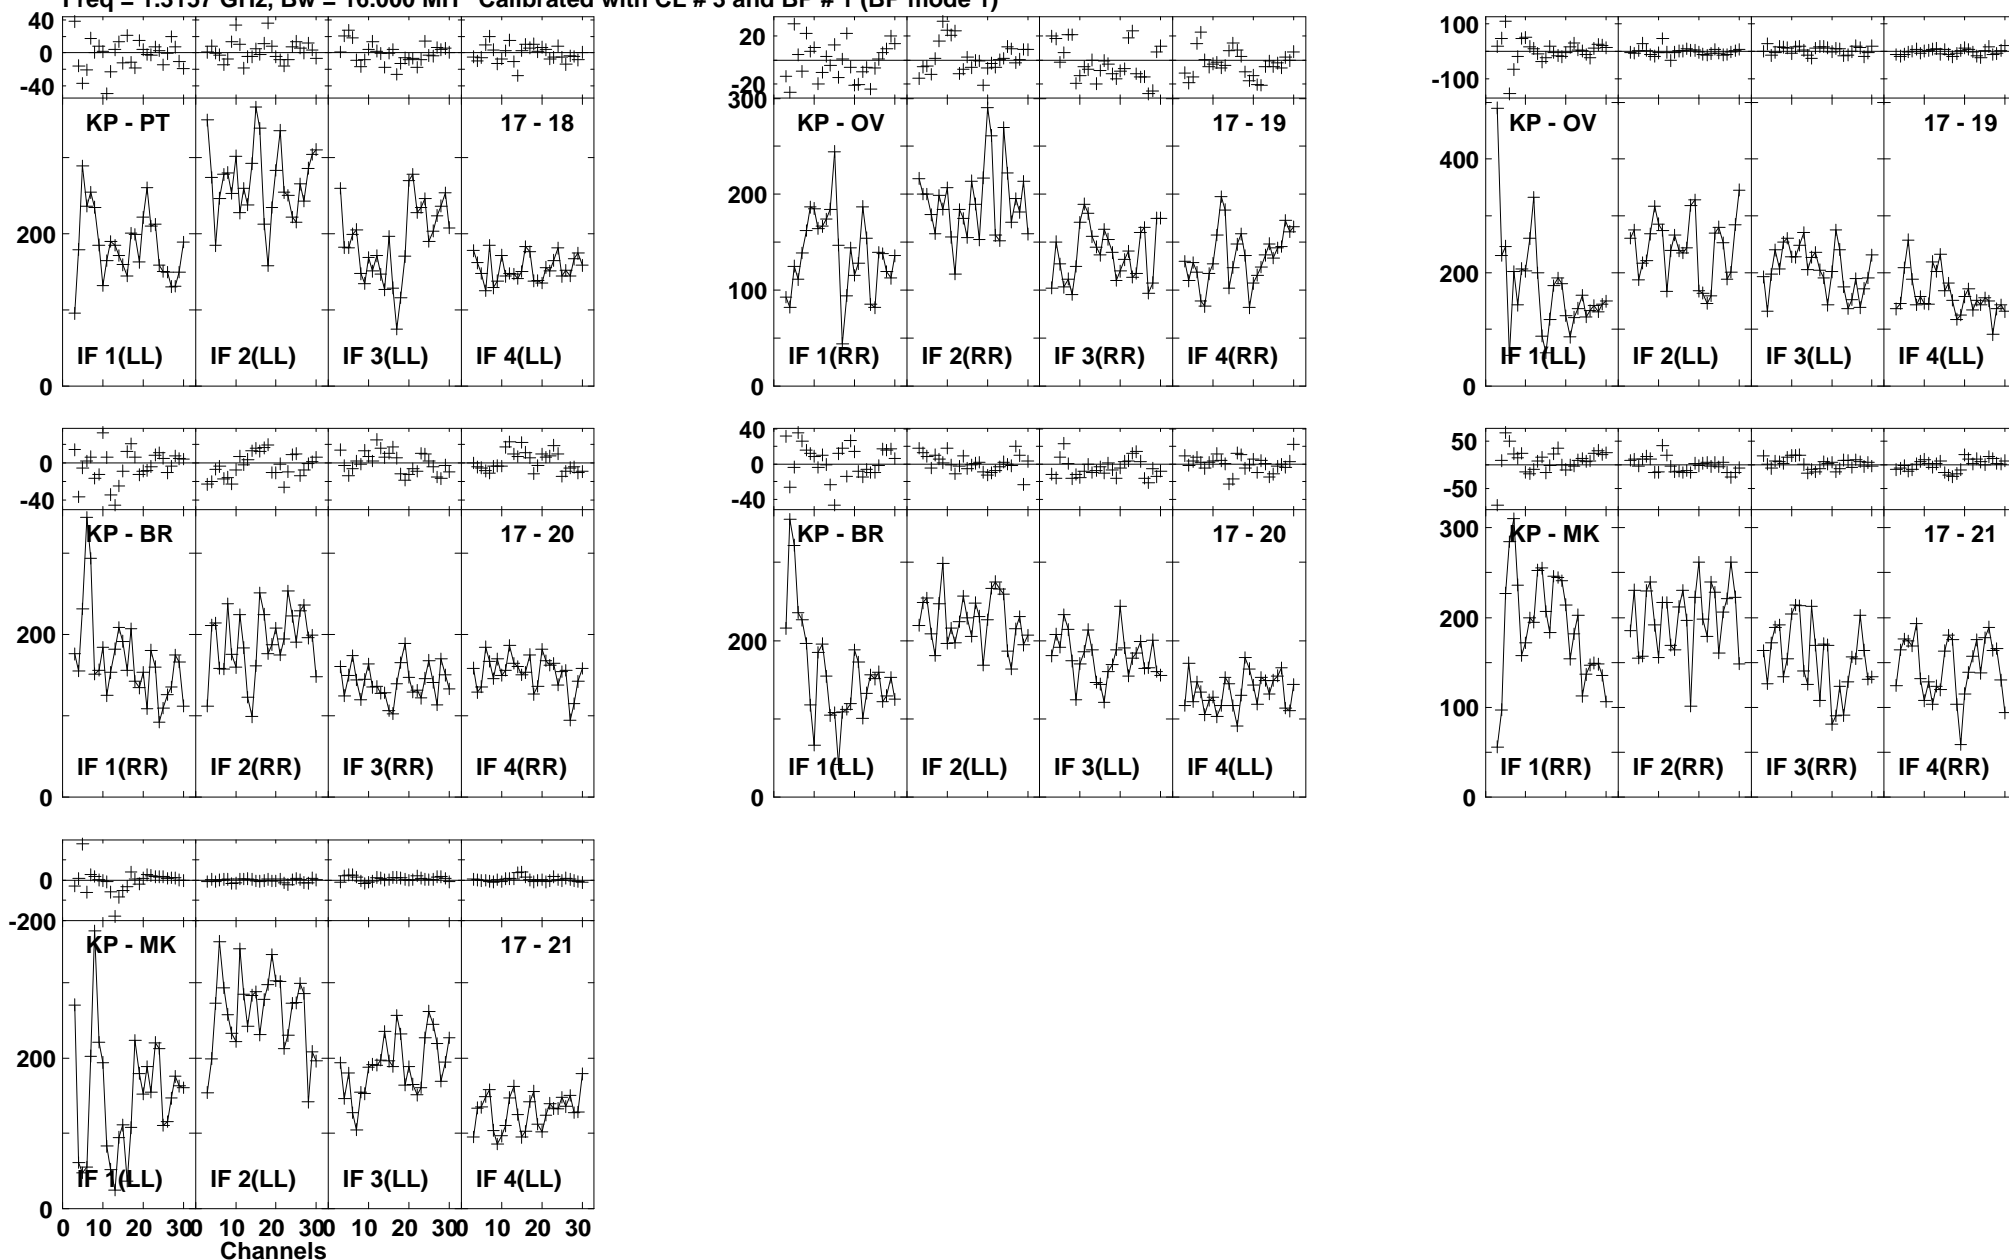 Freq = 1.3157 GHz, Bw = 16.000 MH Calibrated with CL # 3 and BP # 1 (BP mode 1)
40
0
-40
KP - PT 17 - 18
200
0
IF 1(LL) IF 2(LL) IF 3(LL) IF 4(LL)
20
-20
300
KP - OV 17 - 19
200
100
0
IF 1(RR) IF 2(RR) IF 3(RR) IF 4(RR)
100
0
-100
KP - OV 17 - 19
400
200
0
IF 1(LL) IF 2(LL) IF 3(LL) IF 4(LL)
0
-40
KP - BR 17 - 20
200
0
IF 1(RR) IF 2(RR) IF 3(RR) IF 4(RR)
40
0
-40
KP - BR 17 - 20
200
0
IF 1(LL) IF 2(LL) IF 3(LL) IF 4(LL)
50
-50
300
KP - MK 17 - 21
200
100
0
IF 1(RR) IF 2(RR) IF 3(RR) IF 4(RR)
0
-200
KP - MK 17 - 21
200
0
IF 1(LL) IF 2(LL) IF 3(LL) IF 4(LL)
0 10 20 30 0 10 20 30 0 10 20 30 0 10 20 30
Channels